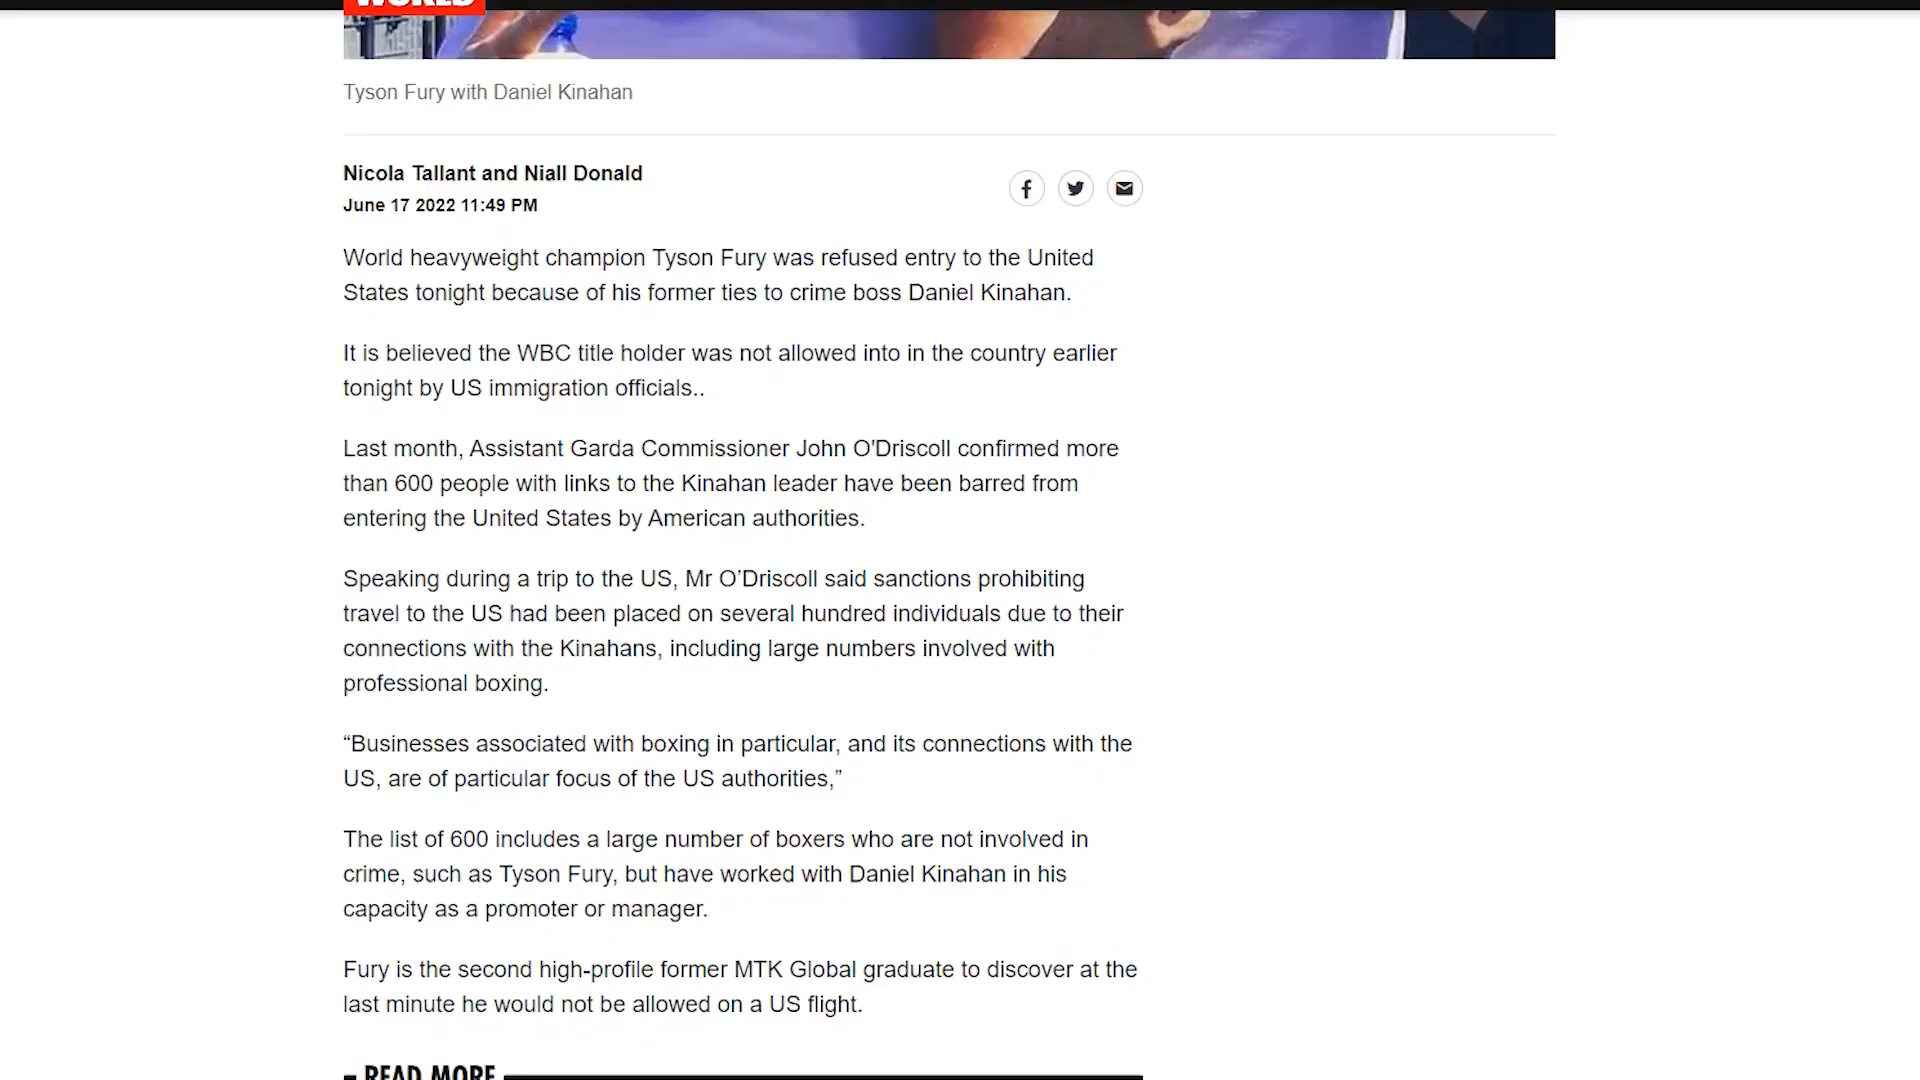 WORLD
Tyson Fury with Daniel Kinahan
Nicola Tallant and Niall Donald
June 17 2022 11:49 PM
World heavyweight champion Tyson Fury was refused entry to the United
States tonight because of his former ties to crime boss Daniel Kinahan.
It is believed the WBC title holder was not allowed into in the country earlier
tonight by US immigration officials..
Last month, Assistant Garda Commissioner John O'Driscoll confirmed more
than 600 people with links to the Kinahan leader have been barred from
entering the United States by American authorities.
Speaking during a trip to the US, Mr O’Driscoll said sanctions prohibiting
travel to the US had been placed on several hundred individuals due to their
connections with the Kinahans, including large numbers involved with
professional boxing.
“Businesses associated with boxing in particular, and its connections with the
US, are of particular focus of the US authorities,”
The list of 600 includes a large number of boxers who are not involved in
crime, such as Tyson Fury, but have worked with Daniel Kinahan in his
capacity as a promoter or manager.
Fury is the second high-profile former MTK Global graduate to discover at the
last minute he would not be allowed on a US flight.
READ MORE